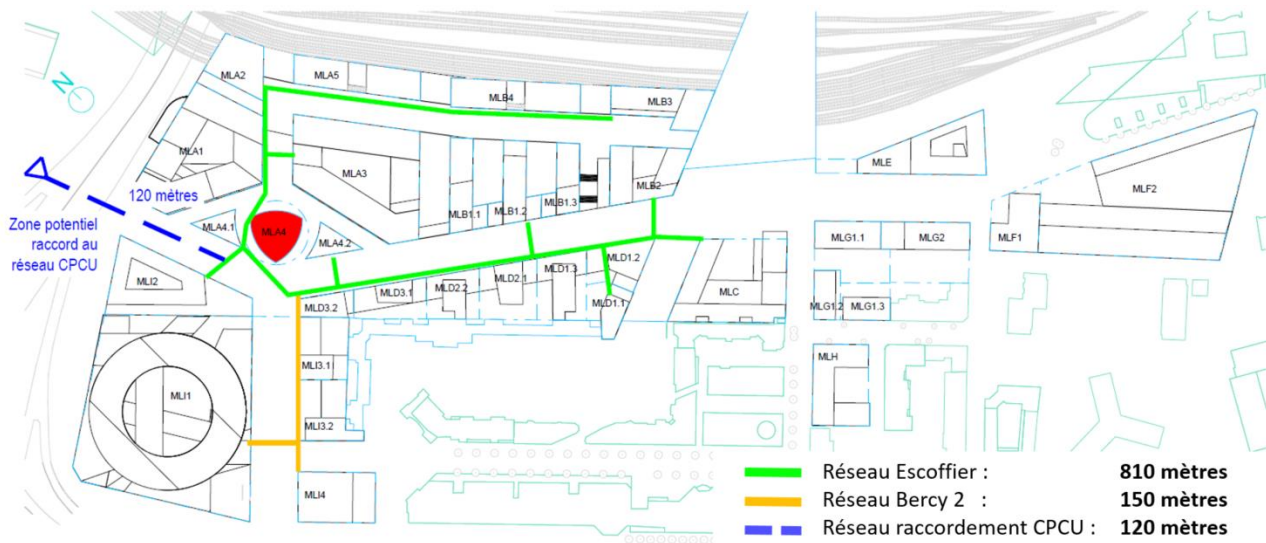 MLA2
MLA5
MLB4
MLB3
MLA1
MLA3
MLB2
MLE
MLF2
120 mètres
Zone potentiel
raccord au
réseau CPCU
MLA4.1
MLA4
MLA4.2
MLB1.1
MLB1.2
MLB1.3
MLG1.1
MLG2
MLF1
MLI2
MLD3.2
MLD3.1
MLD2.2
MLD2.1
MLD1.3
MLD1.2
MLD1.1
MLC
MLG1.2
MLG1.3
MLI1
MLI3.1
MLI3.2
MLH
MLI4
N
Réseau Escoffier : 810 mètres
Réseau Bercy 2 : 150 mètres
Réseau raccordement CPCU : 120 mètres